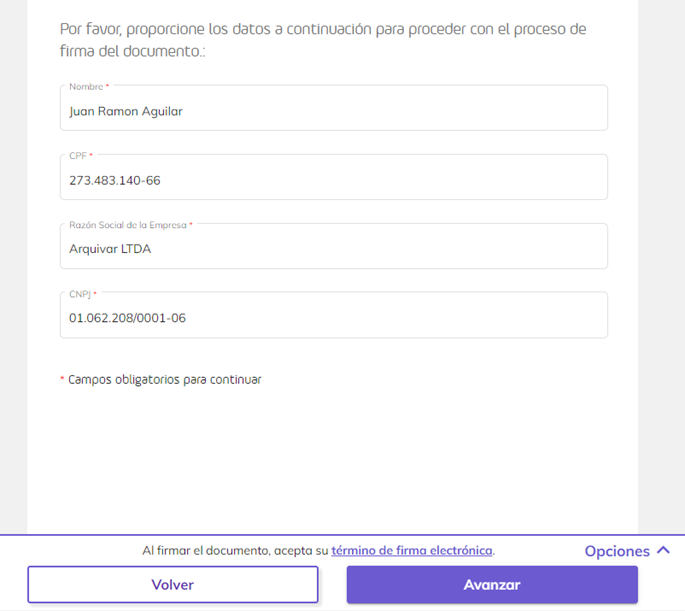 Por favor, proporcione los datos a continuación para proceder con el proceso de
firma del documento.:
Nombre *
Juan Ramon Aguilar
CPF *
273.483.140-66
Razón Social de la Empresa *
Arquivar LTDA
CNPJ *
01.062.208/0001-06
* Campos obligatorios para continuar
Al firmar el documento, acepta su término de firma electrónica.
Opciones
Volver
Avanzar